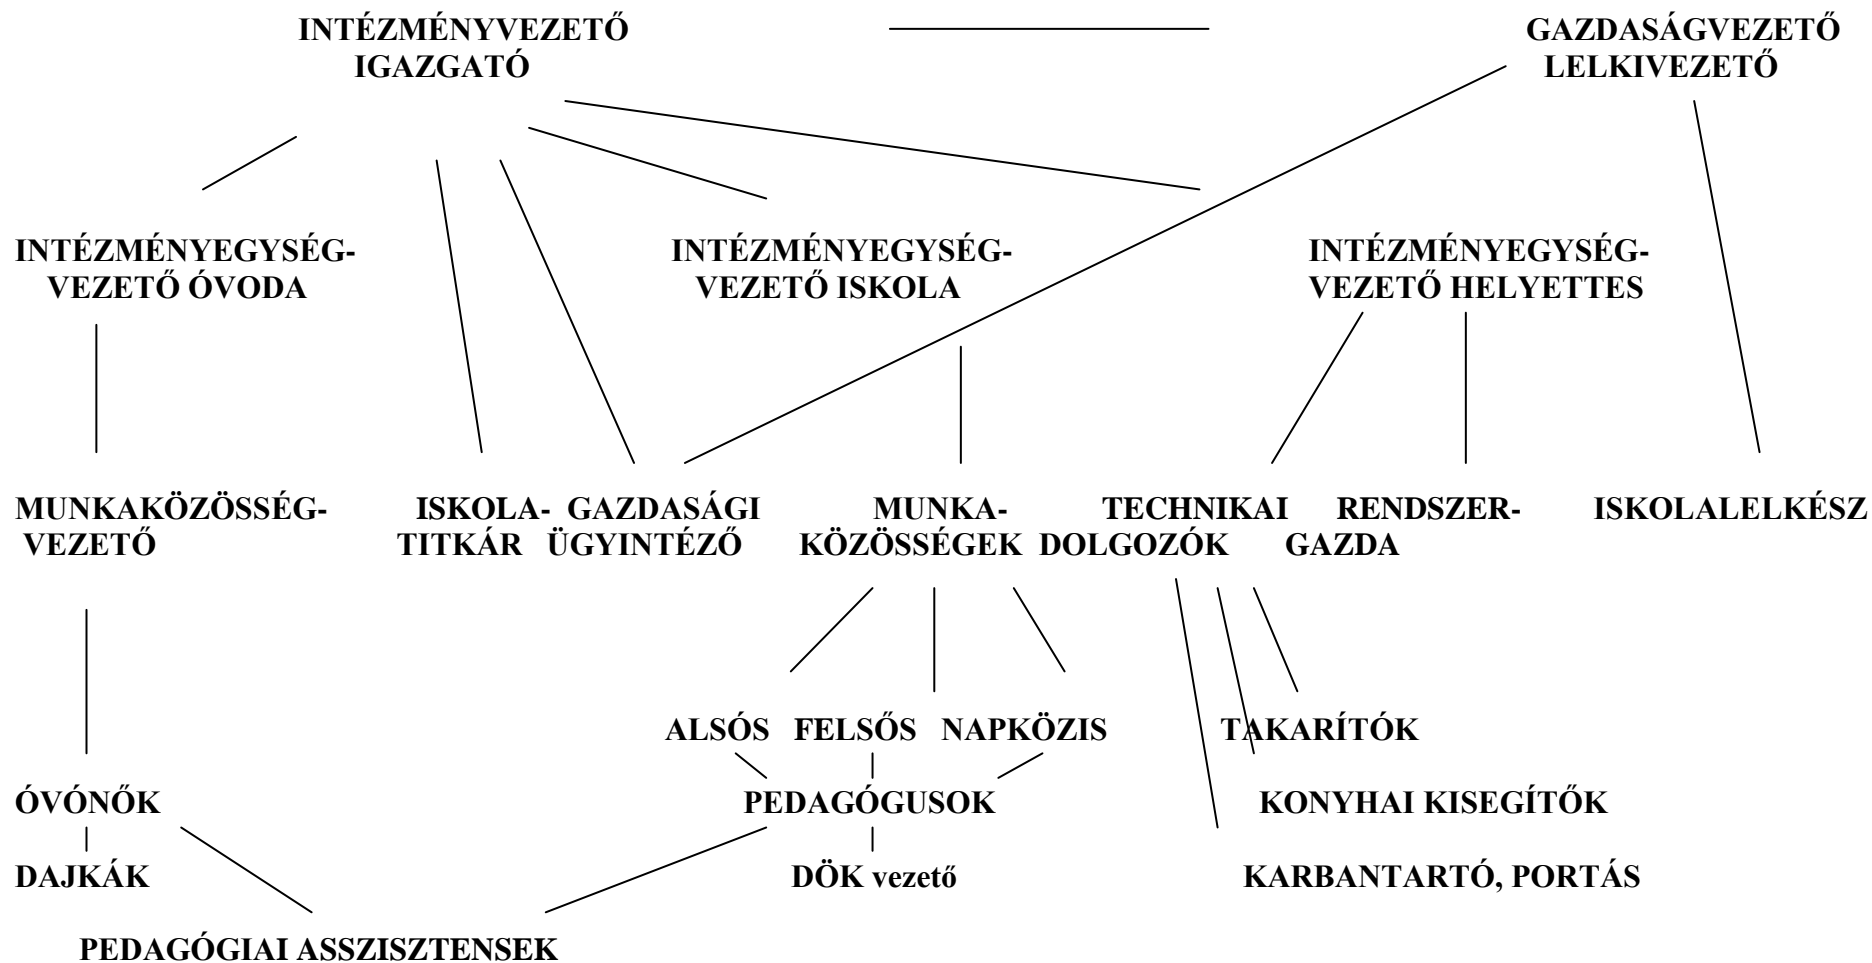 INTÉZMÉNYVEZETŐ GAZDASÁGVEZETŐ
IGAZGATÓ LELKIVEZETŐ
INTÉZMÉNYEGYSÉG- INTÉZMÉNYEGYSÉG- INTÉZMÉNYEGYSÉG-
VEZETŐ ÓVODA VEZETŐ ISKOLA VEZETŐ HELYETTES
MUNKAKÖZÖSSÉG- ISKOLA- GAZDASÁGI MUNKA- TECHNIKAI RENDSZER- ISKOLALELKÉSZ
VEZETŐ TITKÁR ÜGYINTÉZŐ KÖZÖSSÉGEK DOLGOZÓK GAZDA
ALSÓS FELSŐS NAPKÖZIS TAKARÍTÓK
ÓVÓNŐK PEDAGÓGUSOK KONYHAI KISEGÍTŐK
DAJKÁK DÖK vezető KARBANTARTÓ, PORTÁS
PEDAGÓGIAI ASSZISZTENSEK